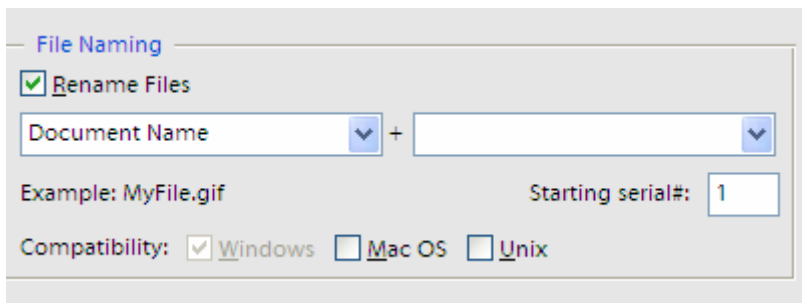 File Naming
Rename Files
Document Name +
Example: MyFile.gif Starting serial#: 1
Compatibility: Windows Mac OS Unix